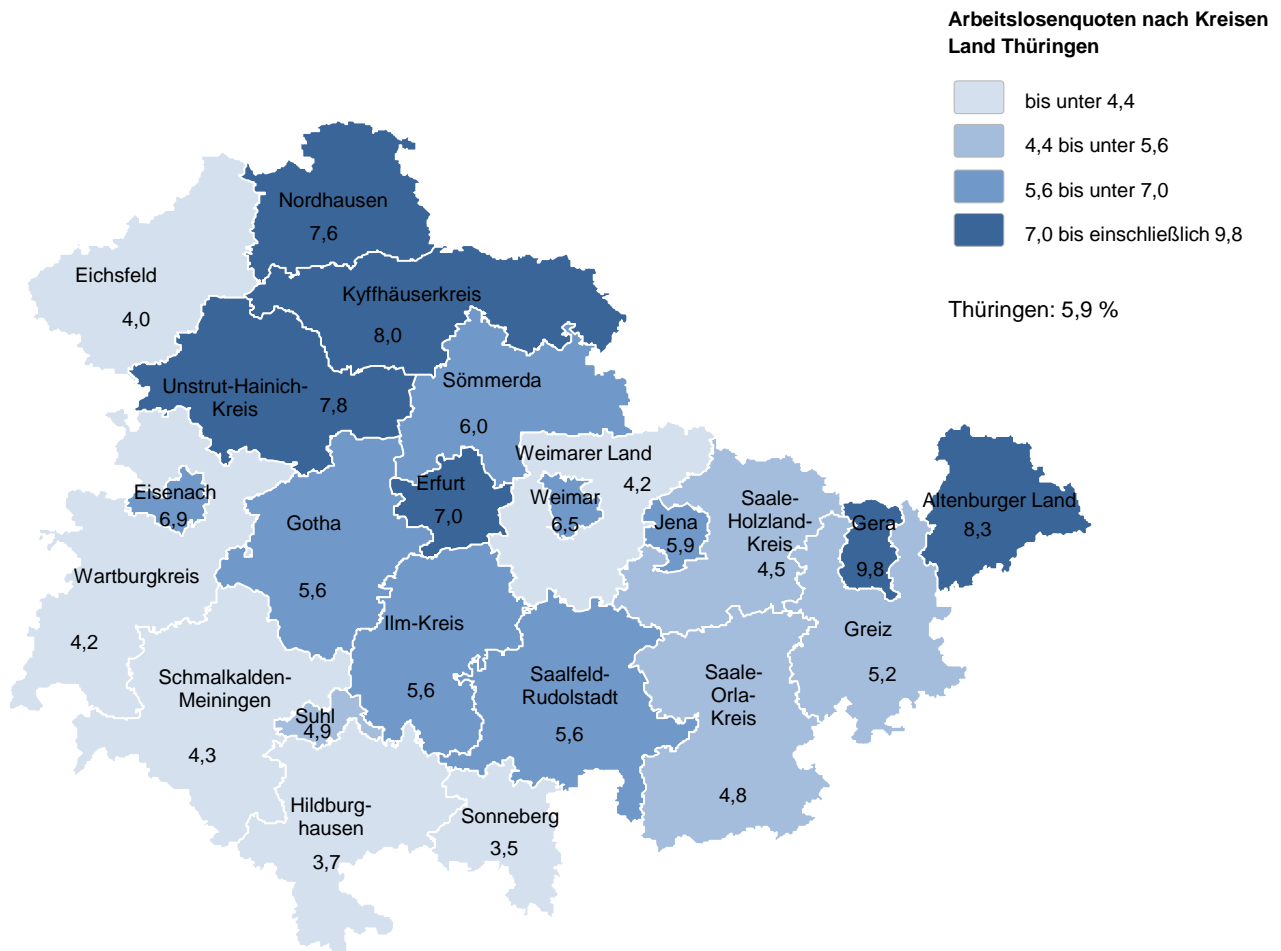 Arbeitslosenquoten nach Kreisen
Land Thüringen
bis unter 4,4
4,4 bis unter 5,6
5,6 bis unter 7,0
7,0 bis einschließlich 9,8
Thüringen: 5,9 %
Nordhausen
7,6
Eichsfeld
4,0
Kyffhäuserkreis
8,0
Unstrut-Hainich-
Kreis
7,8
Sömmerda
6,0
Weimarer Land
4,2
Eisenach
6,9
Gotha
5,6
Erfurt
7,0
Weimar
6,5
Jena
5,9
Saale-
Holzland-
Kreis
4,5
Gera
9,8
Altenburger Land
8,3
Wartburgkreis
4,2
Ilm-Kreis
5,6
Greiz
5,2
Schmalkalden-
Meiningen
4,3
Suhl
4,9
Saalfeld-
Rudolstadt
5,6
Saale-
Orla-
Kreis
4,8
Hildburg-
hausen
3,7
Sonneberg
3,5